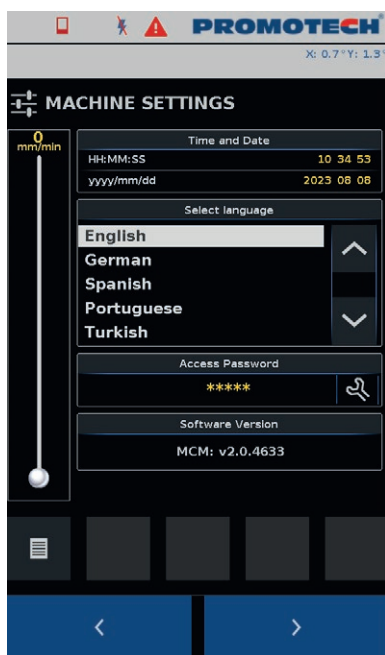 PROMOTECH
X: 0.7° Y: 1.3°
MACHINE SETTINGS
0
mm/min
Time and Date
HH:MM:SS 10 34 53
yyyy/mm/dd 2023 08 08
Select language
English
German
Spanish
Portuguese
Turkish
Access Password
*****
Software Version
MCM: v2.0.4633